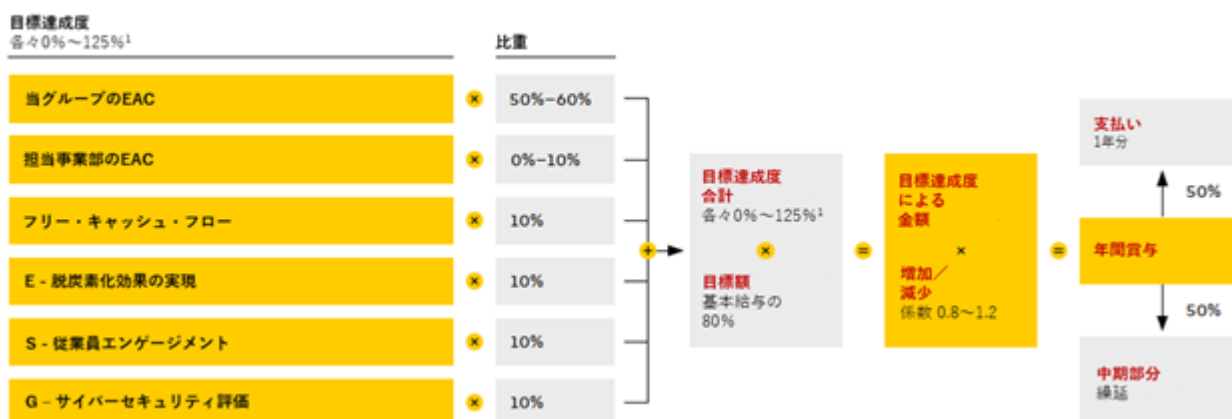 目標達成度
各々0%～125%¹
比重
当グループのEAC
×
50%–60%
担当事業部のEAC
×
0%–10%
フリー・キャッシュ・フロー
×
10%
E - 脱炭素化効果の実現
×
10%
S - 従業員エンゲージメント
×
10%
G – サイバーセキュリティ評価
×
10%
+
目標達成度
合計
各々0%～125%¹
×
目標額
基本給与の
80%
=
目標達成度
による
金額
×
増加／
減少
係数 0.8～1.2
=
支払い
1年分
50%
年間賞与
50%
中期部分
繰延